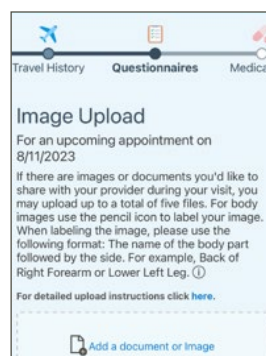 Travel History Questionnaires Medica
Image Upload
For an upcoming appointment on
8/11/2023
If there are images or documents you'd like to
share with your provider during your visit, you
may upload up to a total of five files. For body
images use the pencil icon to label your image.
When labeling the image, please use the
following format: The name of the body part
followed by the side. For example, Back of
Right Forearm or Lower Left Leg. ⓘ
For detailed upload instructions click here.
Add a document or Image